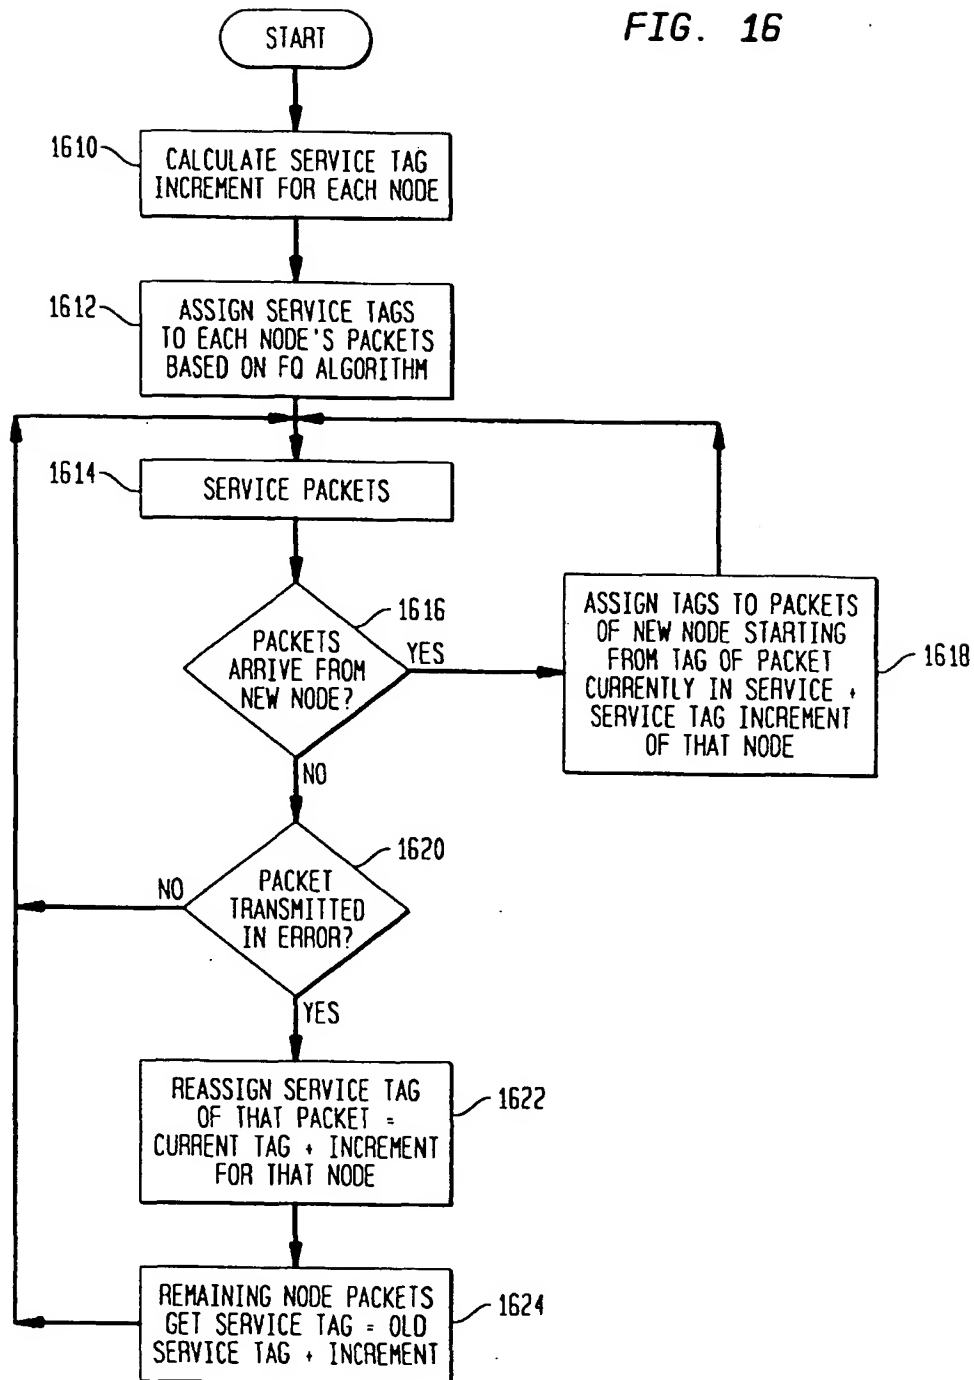 FIG. 16
START
1610
CALCULATE SERVICE TAG
INCREMENT FOR EACH NODE
1612
ASSIGN SERVICE TAGS
TO EACH NODE'S PACKETS
BASED ON FQ ALGORITHM
1614
SERVICE PACKETS
1616
PACKETS
ARRIVE FROM
NEW NODE?
YES
NO
ASSIGN TAGS TO PACKETS
OF NEW NODE STARTING
FROM TAG OF PACKET
CURRENTLY IN SERVICE +
SERVICE TAG INCREMENT
OF THAT NODE
1618
1620
PACKET
TRANSMITTED
IN ERROR?
NO
YES
REASSIGN SERVICE TAG
OF THAT PACKET =
CURRENT TAG + INCREMENT
FOR THAT NODE
1622
REMAINING NODE PACKETS
GET SERVICE TAG = OLD
SERVICE TAG + INCREMENT
1624